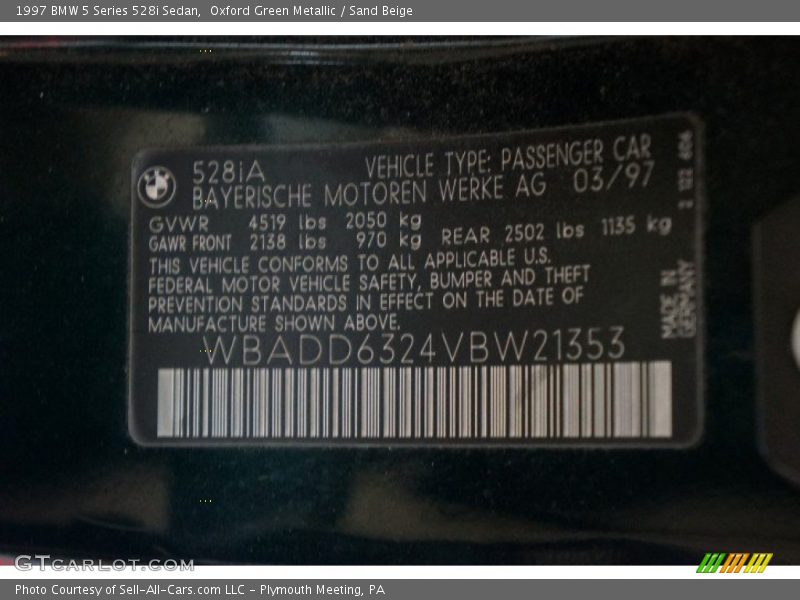 1997 BMW 5 Series 528i Sedan, Oxford Green Metallic / Sand Beige
528iA VEHICLE TYPE: PASSENGER CAR
BAYERISCHE MOTOREN WERKE AG 03/97
GVWR 4519 lbs 2050 kg
GAWR FRONT 2138 lbs 970 kg REAR 2502 lbs 1135 kg
THIS VEHICLE CONFORMS TO ALL APPLICABLE U.S.
FEDERAL MOTOR VEHICLE SAFETY, BUMPER AND THEFT
PREVENTION STANDARDS IN EFFECT ON THE DATE OF
MANUFACTURE SHOWN ABOVE.
WBADD6324VBW21353
2 122 606
MADE IN
GERMANY
GTCARLOT.COM
Photo Courtesy of Sell-All-Cars.com LLC - Plymouth Meeting, PA